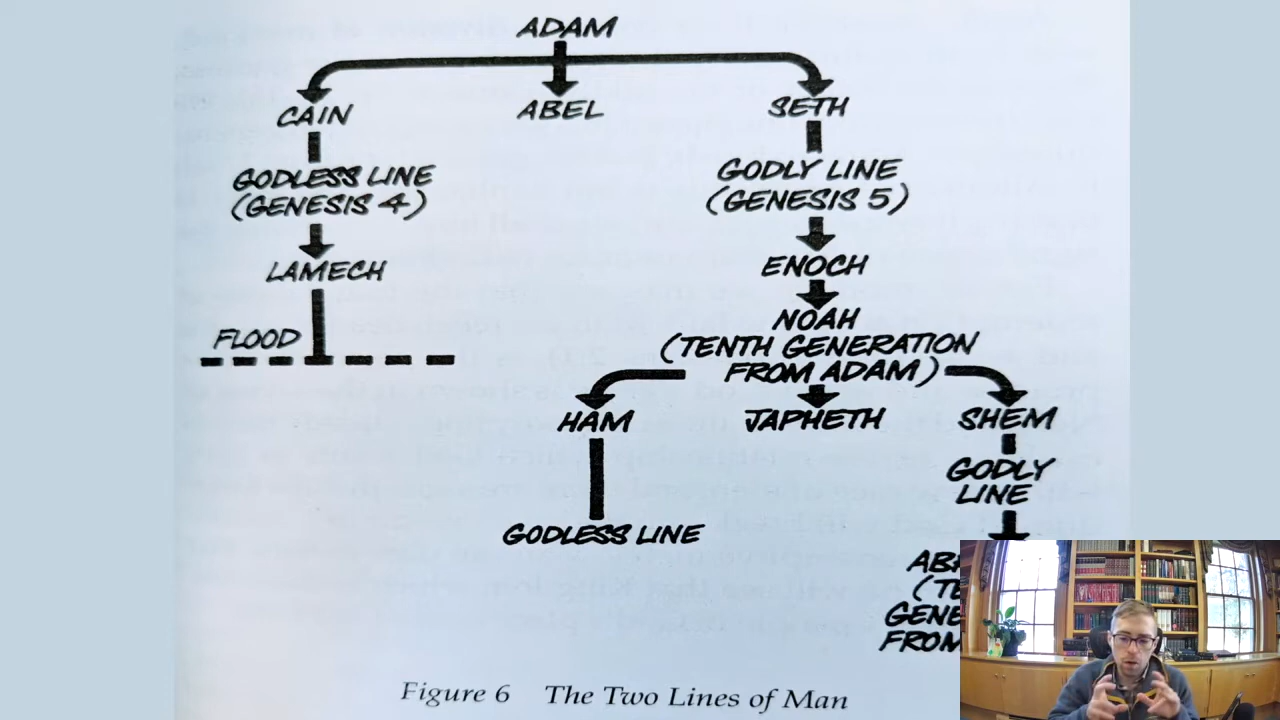 ADAM
CAIN ABEL SETH
GODLESS LINE
(GENESIS 4)
GODLY LINE
(GENESIS 5)
LAMECH
ENOCH
FLOOD
NOAH
(TENTH GENERATION
FROM ADAM)
HAM JAPHETH SHEM
GODLY
LINE
GODLESS LINE
Figure 6 The Two Lines of Man